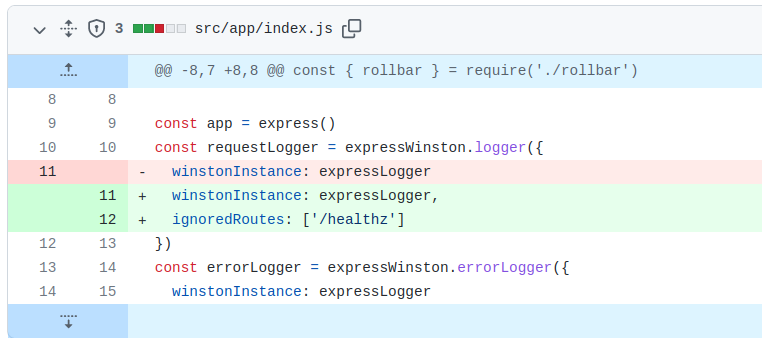 3 src/app/index.js
@@ -8,7 +8,8 @@ const { rollbar } = require('./rollbar')
8 8
9 9 const app = express()
10 10 const requestLogger = expressWinston.logger({
11 - winstonInstance: expressLogger
11 + winstonInstance: expressLogger,
12 + ignoredRoutes: ['/healthz']
12 13 })
13 14 const errorLogger = expressWinston.errorLogger({
14 15 winstonInstance: expressLogger